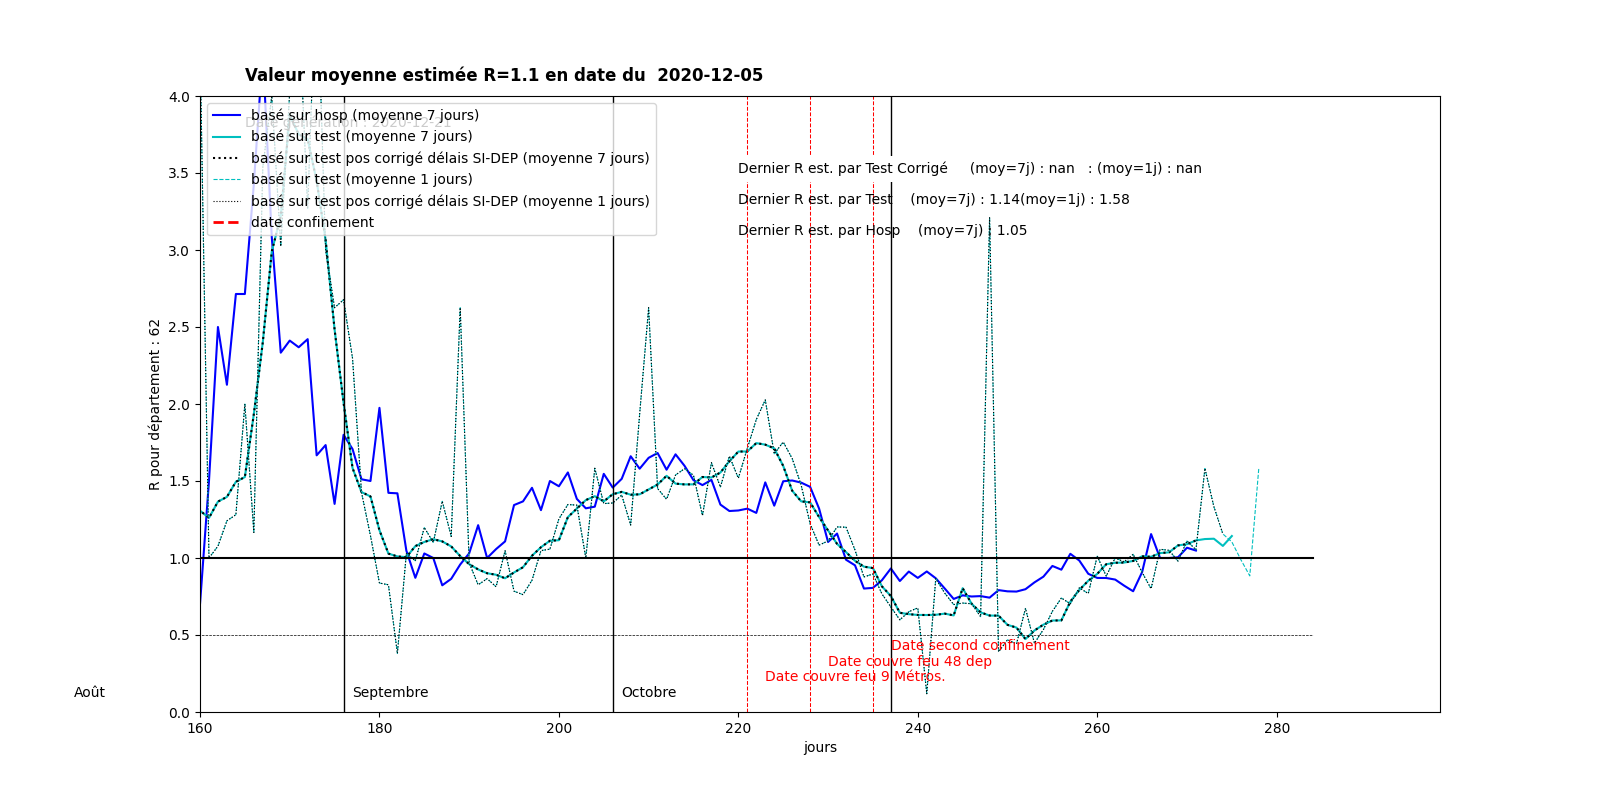 Valeur moyenne estimée R=1.1 en date du  2020-12-05
basé sur hosp (moyenne 7 jours)
basé sur test (moyenne 7 jours)
basé sur test pos corrigé délais SI-DEP (moyenne 7 jours)
basé sur test (moyenne 1 jours)
basé sur test pos corrigé délais SI-DEP (moyenne 1 jours)
date confinement
Dernier R est. par Test Corrigé     (moy=7j) : nan   : (moy=1j) : nan
Dernier R est. par Test    (moy=7j) : 1.14(moy=1j) : 1.58
Dernier R est. par Hosp    (moy=7j) : 1.05
R pour département : 62
4.0
3.5
3.0
2.5
2.0
1.5
1.0
0.5
0.0
Date second confinement
Date couvre feu 48 dep
Date couvre feu 9 Métros.
Août
Septembre
Octobre
160 180 200 220 240 260 280
jours